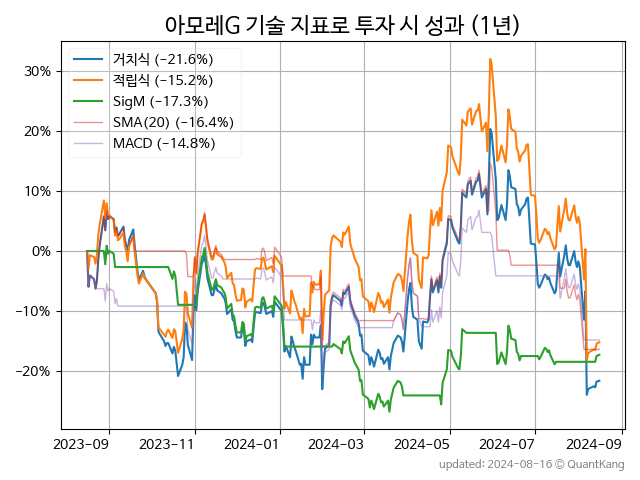 아모레G 기술 지표로 투자 시 성과 (1년)
거치식 (−21.6%)
적립식 (−15.2%)
SigM (−17.3%)
SMA(20) (−16.4%)
MACD (−14.8%)
30%
20%
10%
0%
−10%
−20%
2023-09
2023-11
2024-01
2024-03
2024-05
2024-07
2024-09
updated: 2024-08-16 © QuantKang